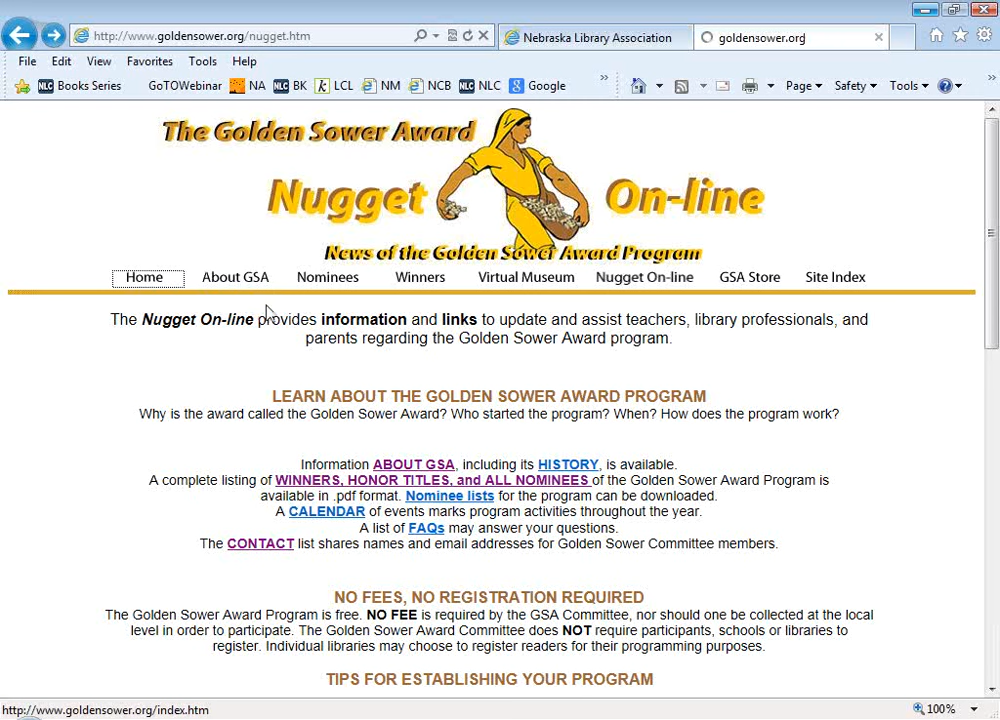 http://www.goldensower.org/nugget.htm
Nebraska Library Association
goldensower.org
File Edit View Favorites Tools Help
NLC Books Series GoTOWebinar NA NLC BK k LCL NM NCB NLC NLC g Google Page Safety Tools
The Golden Sower Award
Nugget On-line
News of the Golden Sower Award Program
Home About GSA Nominees Winners Virtual Museum Nugget On-line GSA Store Site Index
The Nugget On-line provides information and links to update and assist teachers, library professionals, and
parents regarding the Golden Sower Award program.
LEARN ABOUT THE GOLDEN SOWER AWARD PROGRAM
Why is the award called the Golden Sower Award? Who started the program? When? How does the program work?
Information ABOUT GSA, including its HISTORY, is available.
A complete listing of WINNERS, HONOR TITLES, and ALL NOMINEES of the Golden Sower Award Program is
available in .pdf format. Nominee lists for the program can be downloaded.
A CALENDAR of events marks program activities throughout the year.
A list of FAQs may answer your questions.
The CONTACT list shares names and email addresses for Golden Sower Committee members.
NO FEES, NO REGISTRATION REQUIRED
The Golden Sower Award Program is free. NO FEE is required by the GSA Committee, nor should one be collected at the local
level in order to participate. The Golden Sower Award Committee does NOT require participants, schools or libraries to
register. Individual libraries may choose to register readers for their programming purposes.
TIPS FOR ESTABLISHING YOUR PROGRAM
http://www.goldensower.org/index.htm
100%